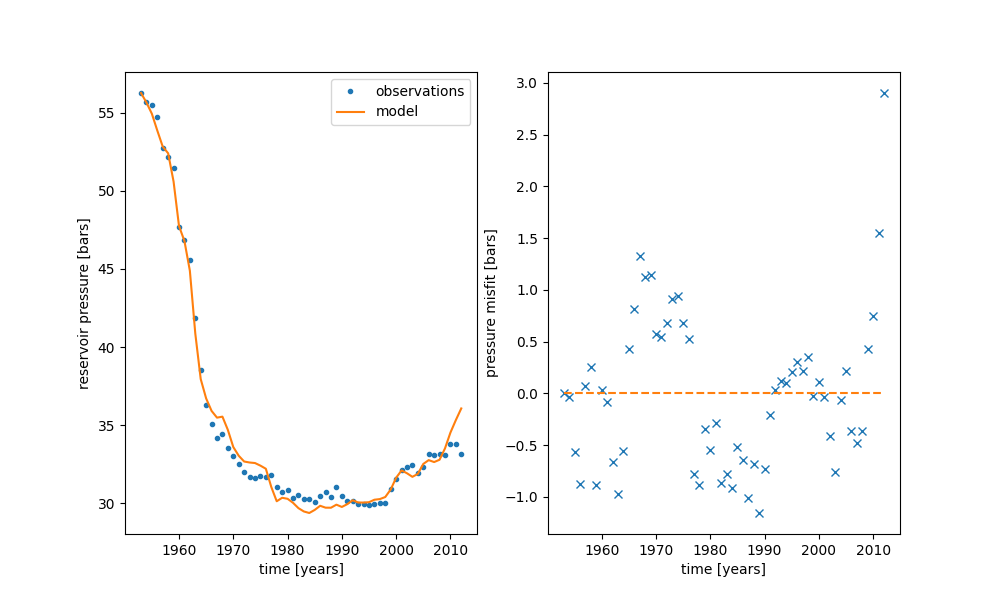 observations
model
55
50
45
40
35
30
reservoir pressure [bars]
1960 1970 1980 1990 2000 2010
time [years]
3.0
2.5
2.0
1.5
1.0
0.5
0.0
−0.5
−1.0
pressure misfit [bars]
1960 1970 1980 1990 2000 2010
time [years]